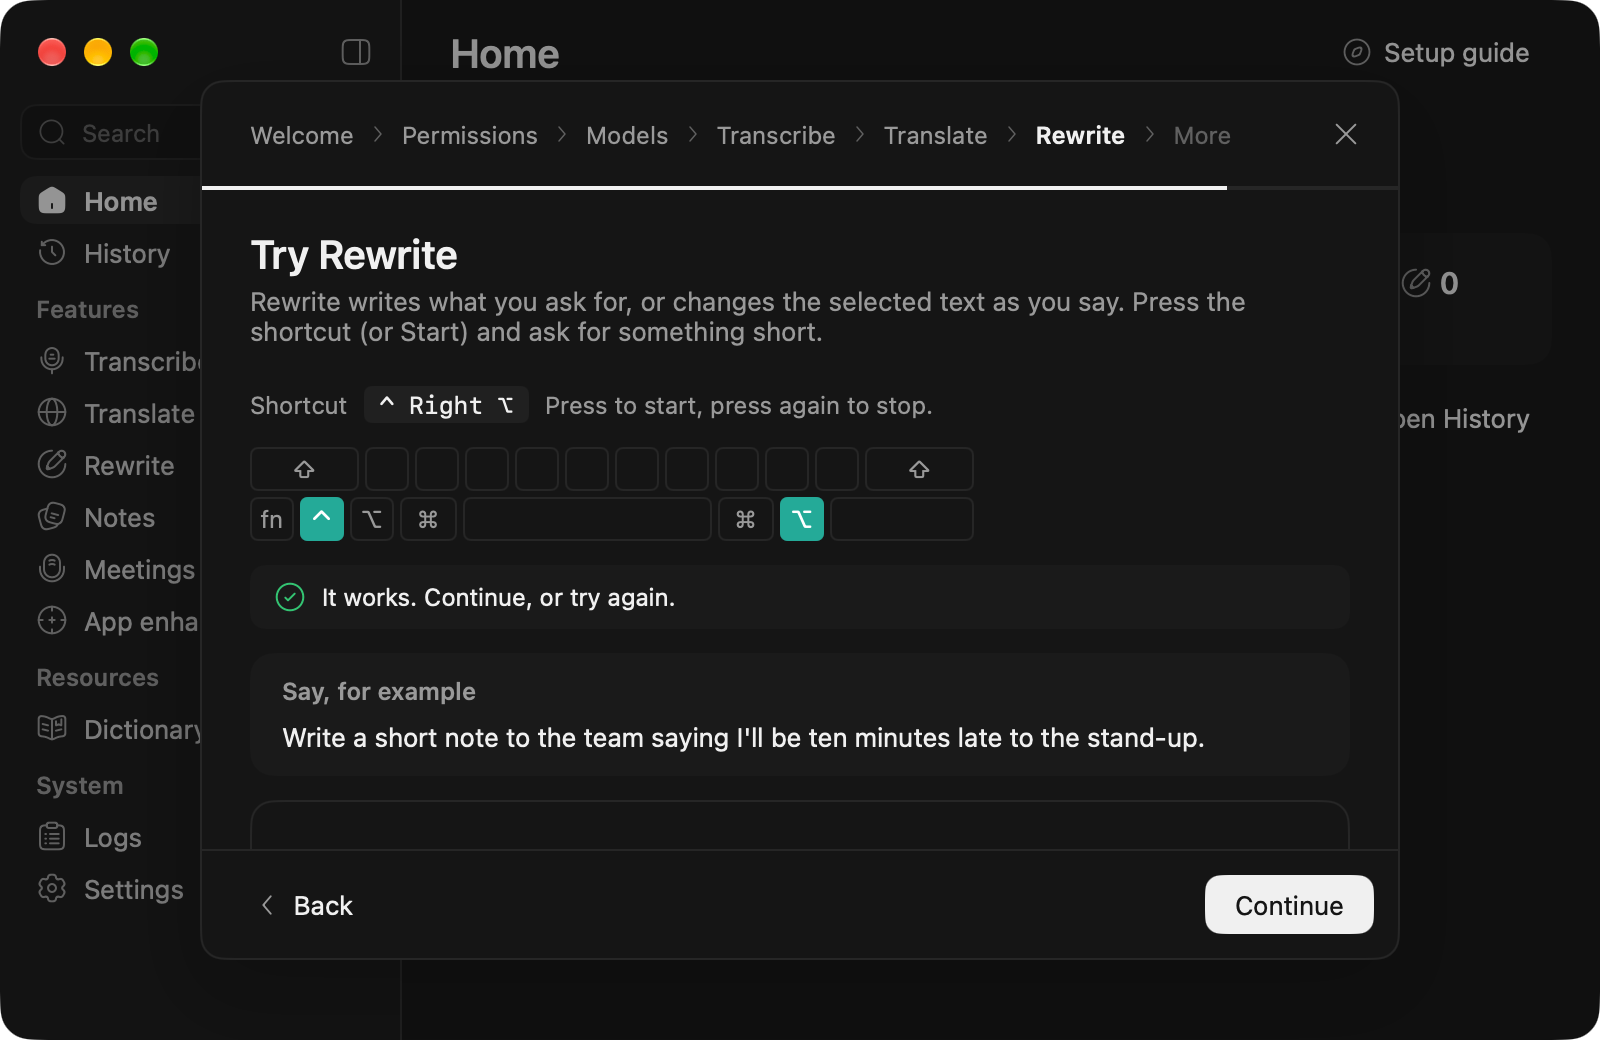 Home
Setup guide
Search
Welcome
Permissions
Models
Transcribe
Translate
Rewrite
More
Home
History
Features
Transcribe
Translate
Rewrite
Notes
Meetings
App enha
Resources
Dictionary
System
Logs
Settings
Try Rewrite
Rewrite writes what you ask for, or changes the selected text as you say. Press the
shortcut (or Start) and ask for something short.
0
Shortcut ^ Right ⌥ Press to start, press again to stop.
pen History
⇧ ⇧
fn ^ ⌥ ⌘ ⌘ ⌥
It works. Continue, or try again.
Say, for example
Write a short note to the team saying I'll be ten minutes late to the stand-up.
Back
Continue